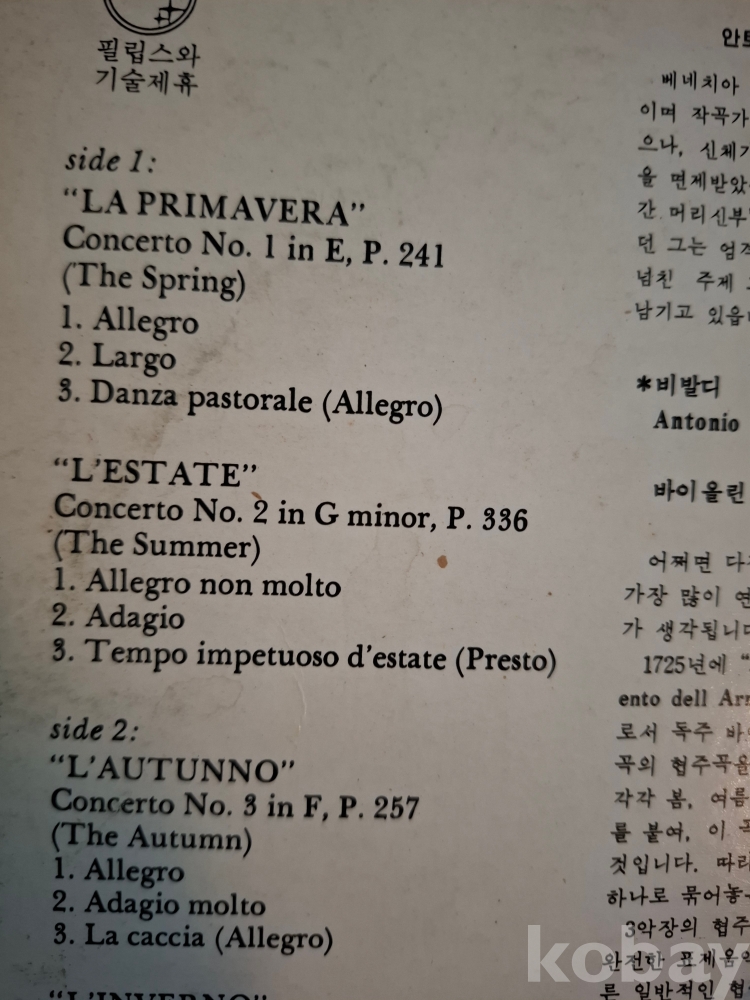 필립스와
기술제휴
side 1:
“LA PRIMAVERA”
Concerto No. 1 in E, P. 241
(The Spring)
1. Allegro
2. Largo
3. Danza pastorale (Allegro)
“L’ESTATE”
Concerto No. 2 in G minor, P. 336
(The Summer)
1. Allegro non molto
2. Adagio
3. Tempo impetuoso d’estate (Presto)
side 2:
“L’AUTUNNO”
Concerto No. 3 in F, P. 257
(The Autumn)
1. Allegro
2. Adagio molto
3. La caccia (Allegro)
“L’INVERNO”
베네치아
이며 작곡가
으나, 신체
을 면제받았
간 머리신부
던 그는 엄격
넘친 주제
남기고 있읍
*비발디
Antonio
바이올린
어쩌면 다
가장 많이 연
가 생각됩니다
1725년에 “
ento dell Arm
로서 독주 바
꼭의 협주곡을
각각 봄, 여름
를 붙여, 이
것입니다. 따라
하나로 묶어놓
3악장의 협주
완전한 표제음악
른 일반적인 협
kobay